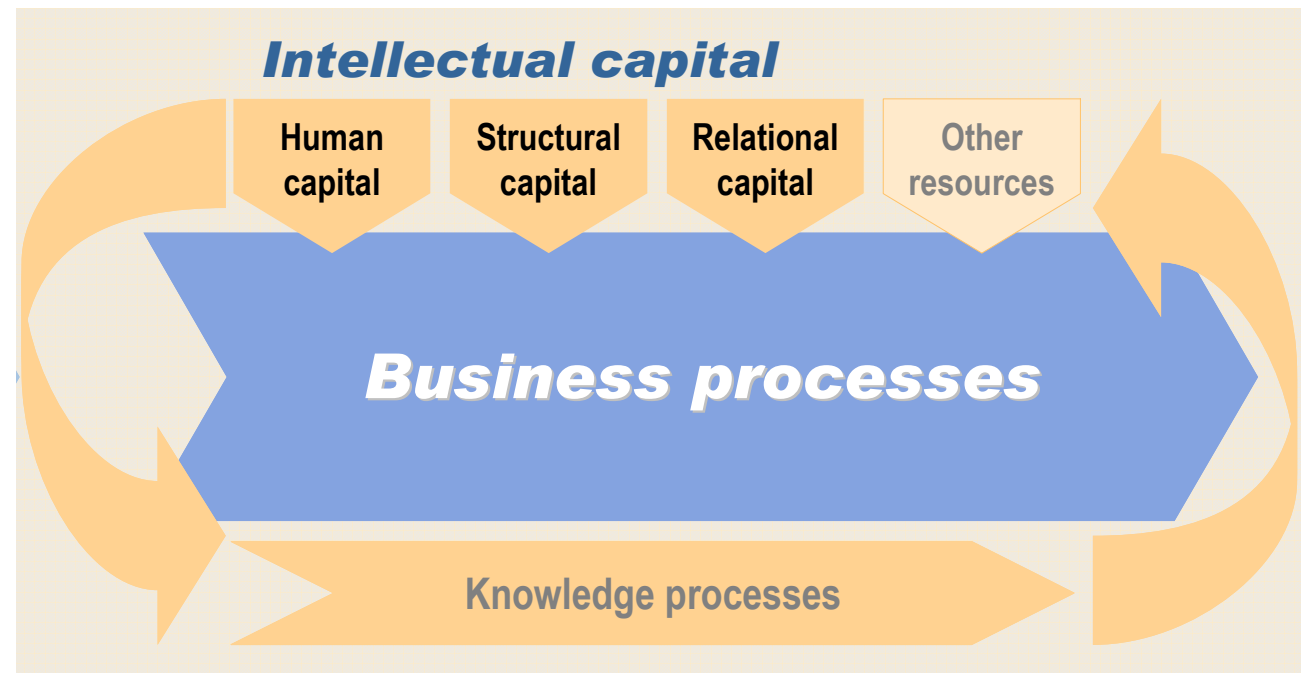 Intellectual capital
Human
capital
Structural
capital
Relational
capital
Other
resources
Business processes
Knowledge processes